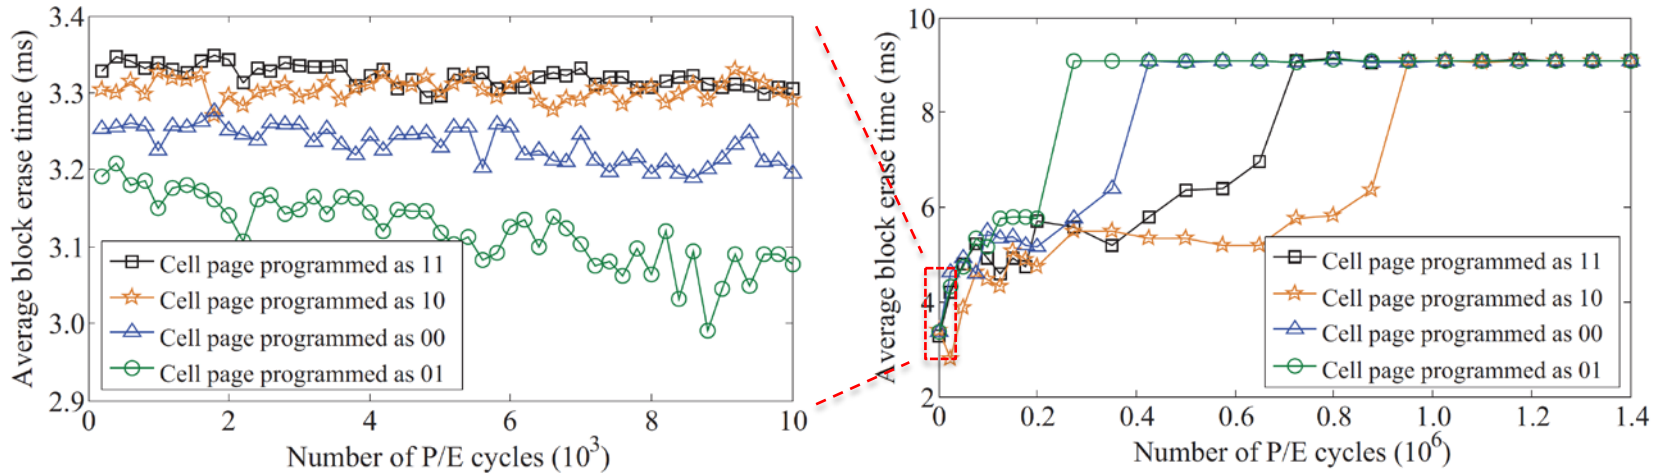 3.4
3.3
3.2
3.1
3.0
2.9
0
2
4
6
8
10
Average block erase time (ms)
Number of P/E cycles (10³)
Cell page programmed as 11
Cell page programmed as 10
Cell page programmed as 00
Cell page programmed as 01
10
8
6
4
2
0
0.2
0.4
0.6
0.8
1.0
1.2
1.4
Average block erase time (ms)
Number of P/E cycles (10⁶)
Cell page programmed as 11
Cell page programmed as 10
Cell page programmed as 00
Cell page programmed as 01